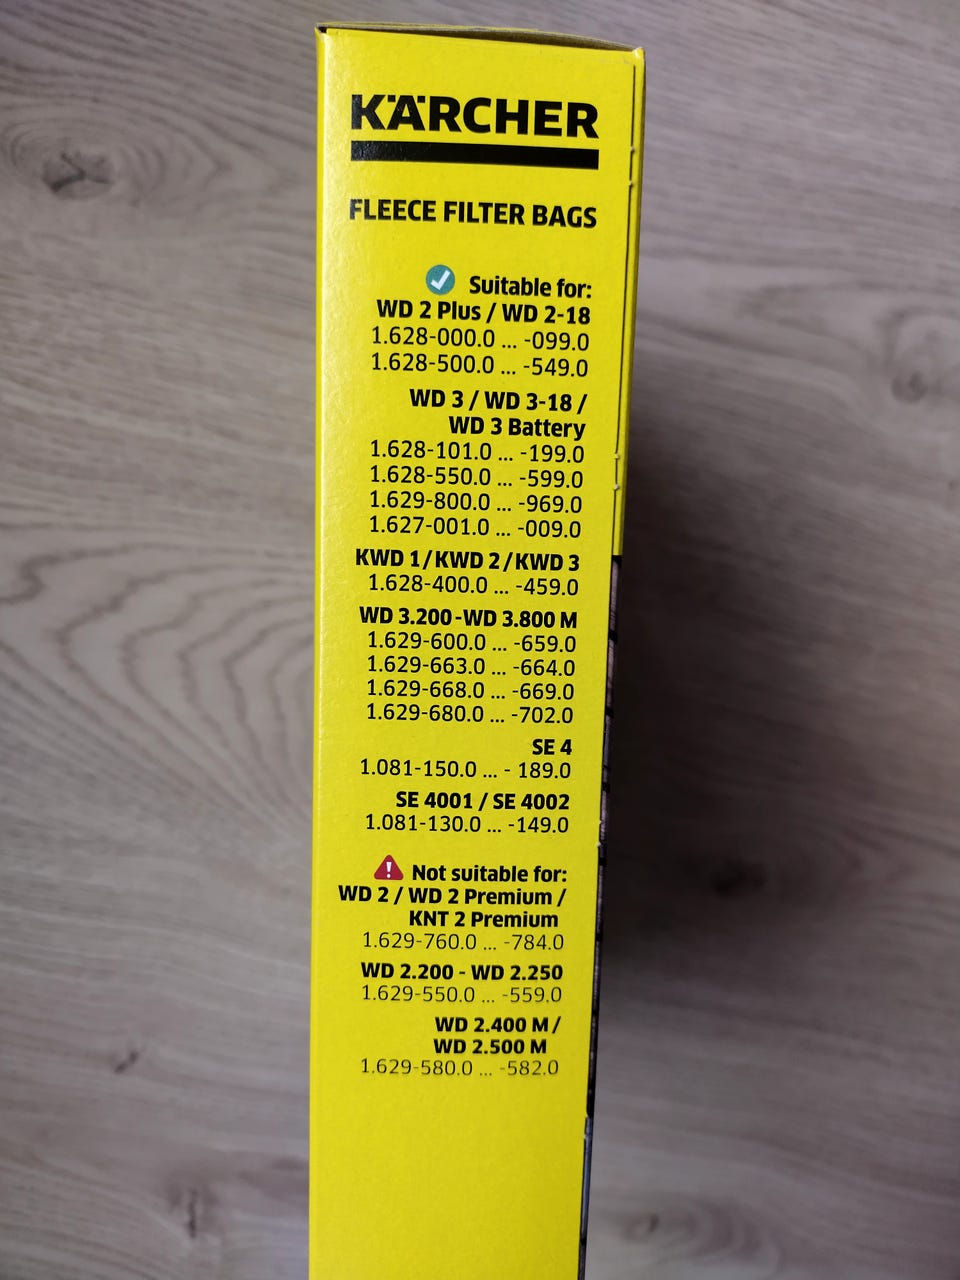 KÄRCHER
FLEECE FILTER BAGS
Suitable for:
WD 2 Plus / WD 2-18
1.628-000.0 ... -099.0
1.628-500.0 ... -549.0
WD 3 / WD 3-18 /
WD 3 Battery
1.628-101.0 ... -199.0
1.628-550.0 ... -599.0
1.629-800.0 ... -969.0
1.627-001.0 ... -009.0
KWD 1 / KWD 2 / KWD 3
1.628-400.0 ... -459.0
WD 3.200 - WD 3.800 M
1.629-600.0 ... -659.0
1.629-663.0 ... -664.0
1.629-668.0 ... -669.0
1.629-680.0 ... -702.0
SE 4
1.081-150.0 ... - 189.0
SE 4001 / SE 4002
1.081-130.0 ... -149.0
Not suitable for:
WD 2 / WD 2 Premium /
KNT 2 Premium
1.629-760.0 ... -784.0
WD 2.200 - WD 2.250
1.629-550.0 ... -559.0
WD 2.400 M /
WD 2.500 M
1.629-580.0 ... -582.0